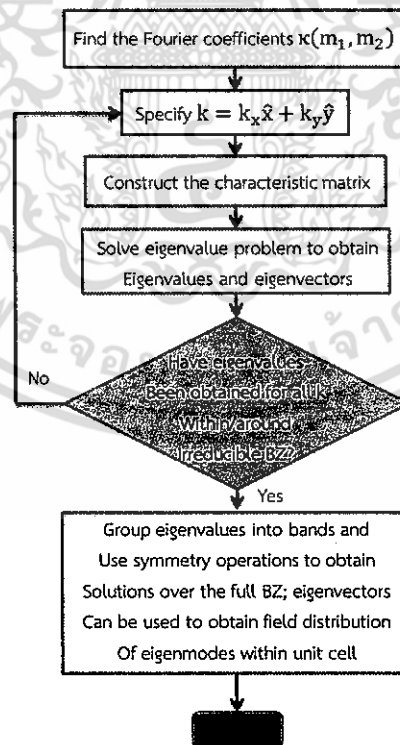 Find the Fourier coefficients κ(m₁, m₂)
Specify k = kₓx̂ + k_yŷ
Construct the characteristic matrix
Solve eigenvalue problem to obtain
Eigenvalues and eigenvectors
Have eigenvalues
Been obtained for all k
Within/around
Irreducible BZ?
No
Yes
Group eigenvalues into bands and
Use symmetry operations to obtain
Solutions over the full BZ; eigenvectors
Can be used to obtain field distribution
Of eigenmodes within unit cell